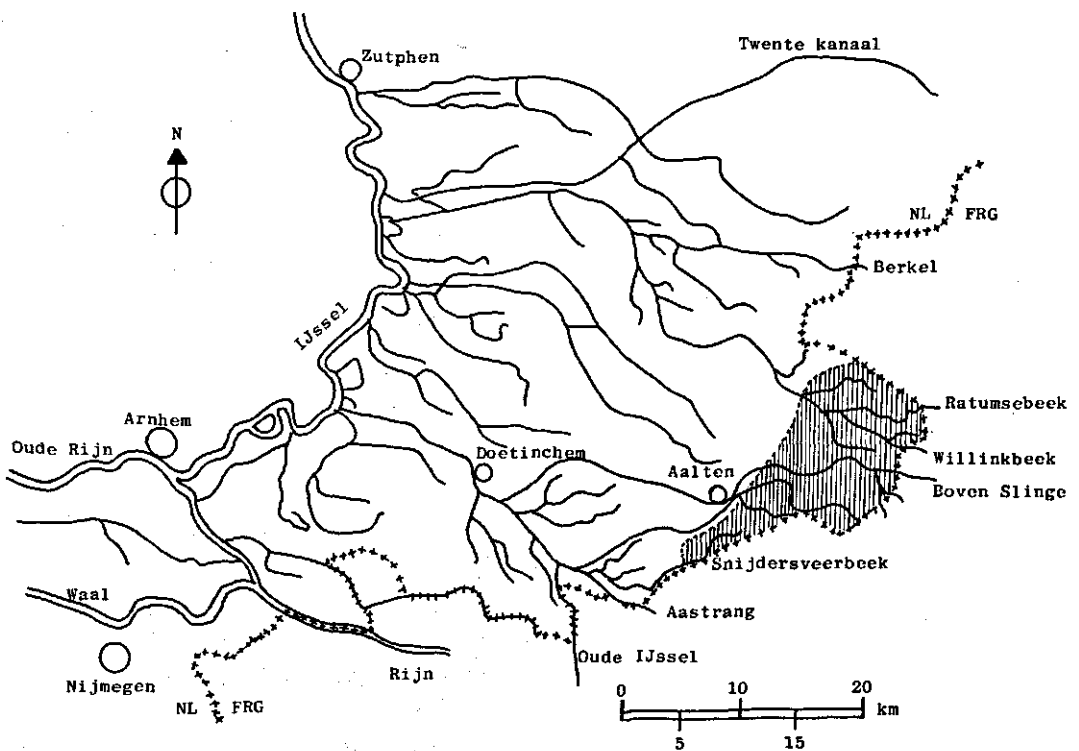 Zutphen
Twente kanaal
N
NL FRG
Berkel
IJssel
Arnhem
Oude Rijn
Doetinchem
Aalten
Ratumsebeek
Willinkbeek
Boven Slinge
Snijdersveerbeek
Waal
Aastrang
Nijmegen
Rijn
Oude IJssel
NL FRG
0 10 20
km
5 15